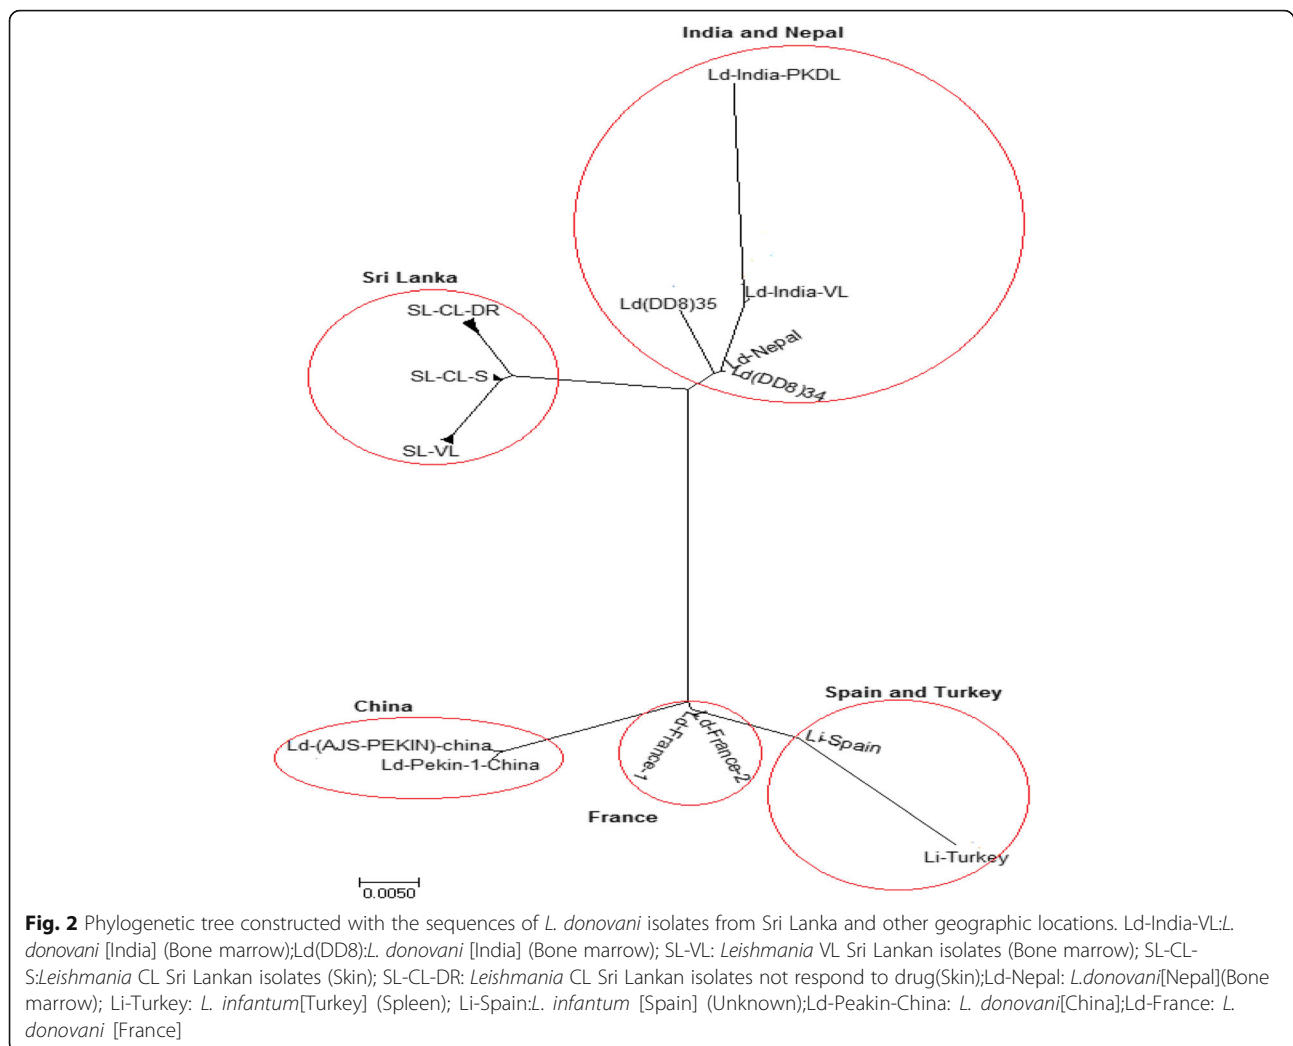 India and Nepal
Ld-India-PKDL
Sri Lanka
SL-CL-DR
Ld-India-VL
Ld(DD8)35
Ld-Nepal
SL-CL-S
Ld(DD8)34
SL-VL
China
Spain and Turkey
Ld-(AJS-PEKIN)-china
Ld-Pekin-1-China
Ld-France-1
Ld-France-2
Li-Spain
France
Li-Turkey
0.0050
Fig. 2 Phylogenetic tree constructed with the sequences of L. donovani isolates from Sri Lanka and other geographic locations. Ld-India-VL:L.
donovani [India] (Bone marrow);Ld(DD8):L. donovani [India] (Bone marrow); SL-VL: Leishmania VL Sri Lankan isolates (Bone marrow); SL-CL-
S:Leishmania CL Sri Lankan isolates (Skin); SL-CL-DR: Leishmania CL Sri Lankan isolates not respond to drug(Skin);Ld-Nepal: L.donovani[Nepal](Bone
marrow); Li-Turkey: L. infantum[Turkey] (Spleen); Li-Spain:L. infantum [Spain] (Unknown);Ld-Peakin-China: L. donovani[China];Ld-France: L.
donovani [France]